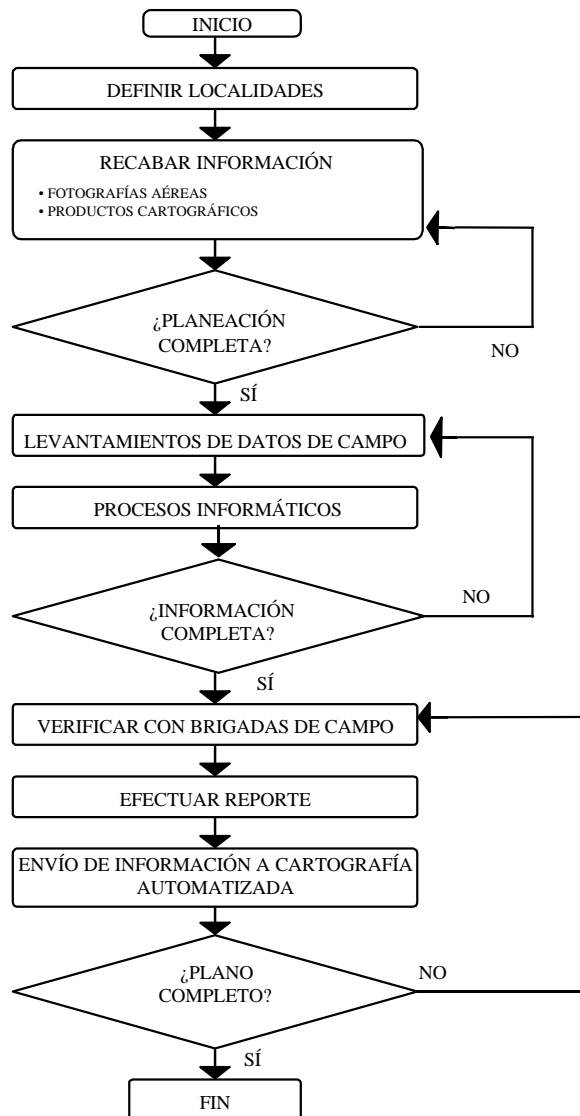 INICIO
DEFINIR LOCALIDADES
RECABAR INFORMACIÓN
• FOTOGRAFÍAS AÉREAS
• PRODUCTOS CARTOGRÁFICOS
¿PLANEACIÓN
COMPLETA?
NO
SÍ
LEVANTAMIENTOS DE DATOS DE CAMPO
PROCESOS INFORMÁTICOS
¿INFORMACIÓN
COMPLETA?
NO
SÍ
VERIFICAR CON BRIGADAS DE CAMPO
EFECTUAR REPORTE
ENVÍO DE INFORMACIÓN A CARTOGRAFÍA
AUTOMATIZADA
¿PLANO
COMPLETO?
NO
SÍ
FIN